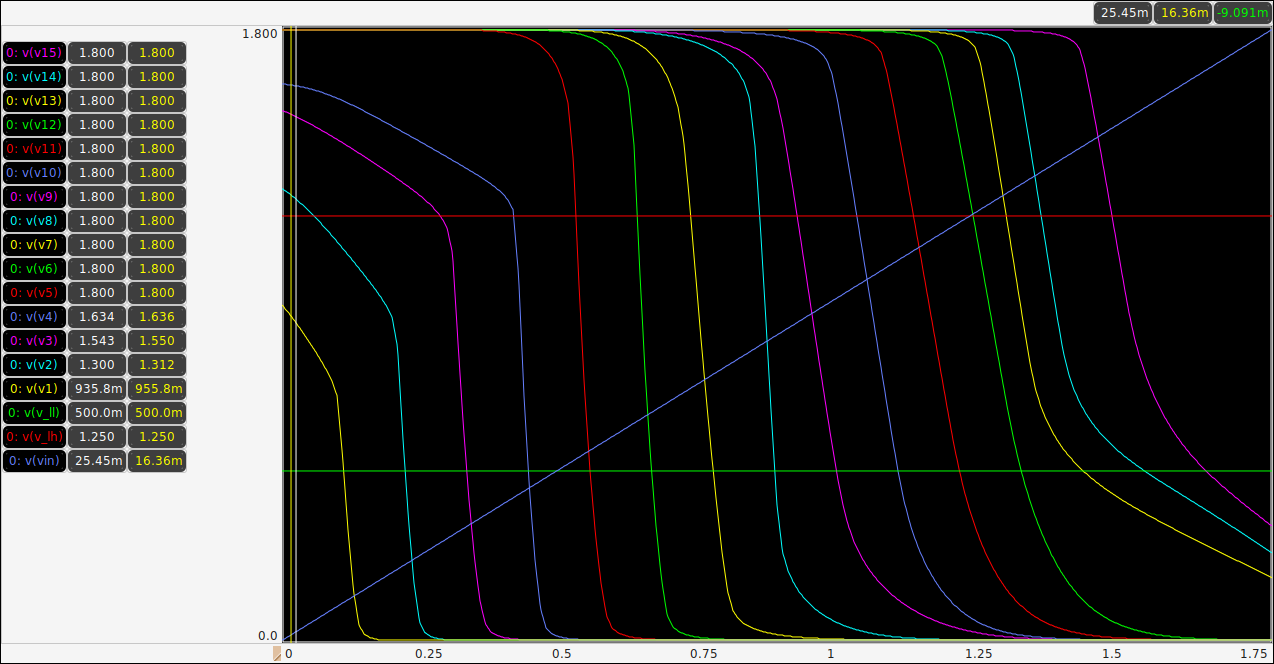 25.45m 16.36m -9.091m
1.800
0: v(v15) 1.800 1.800
0: v(v14) 1.800 1.800
0: v(v13) 1.800 1.800
0: v(v12) 1.800 1.800
0: v(v11) 1.800 1.800
0: v(v10) 1.800 1.800
0: v(v9) 1.800 1.800
0: v(v8) 1.800 1.800
0: v(v7) 1.800 1.800
0: v(v6) 1.800 1.800
0: v(v5) 1.800 1.800
0: v(v4) 1.634 1.636
0: v(v3) 1.543 1.550
0: v(v2) 1.300 1.312
0: v(v1) 935.8m 955.8m
0: v(v_ll) 500.0m 500.0m
0: v(v_lh) 1.250 1.250
0: v(vin) 25.45m 16.36m
0.0
0 0.25 0.5 0.75 1 1.25 1.5 1.75